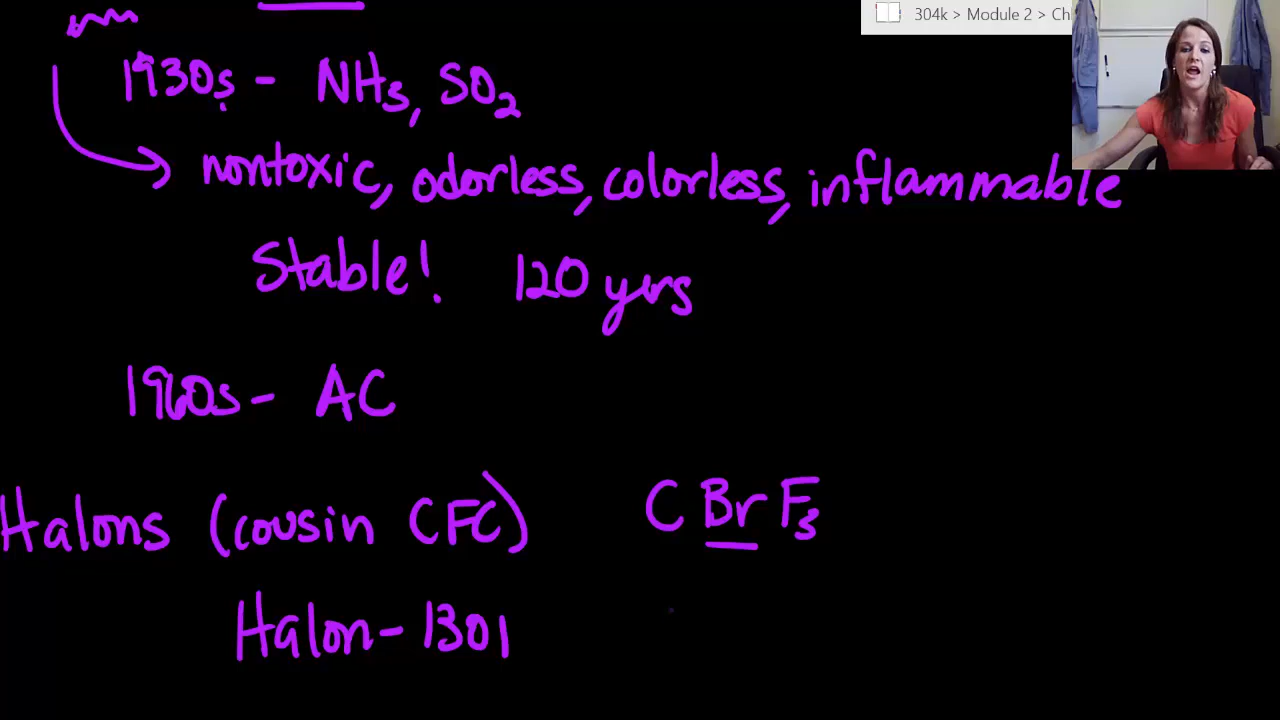 304k > Module 2 > Ch
1930s - NH3, SO2
nontoxic, odorless, colorless, inflammable
Stable! 120 yrs
1960s - AC
Halons (cousin CFC) CBrF3
Halon - 1301